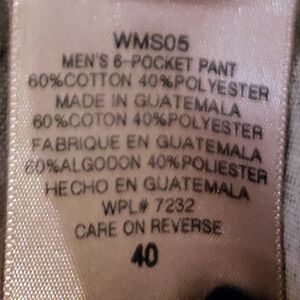 WMS05
MEN'S 6-POCKET PANT
60%COTTON 40%POLYESTER
MADE IN GUATEMALA
60%COTON 40%POLYESTER
FABRIQUE EN GUATEMALA
60%ALGODON 40%POLIESTER
HECHO EN GUATEMALA
WPL# 7232
CARE ON REVERSE
40